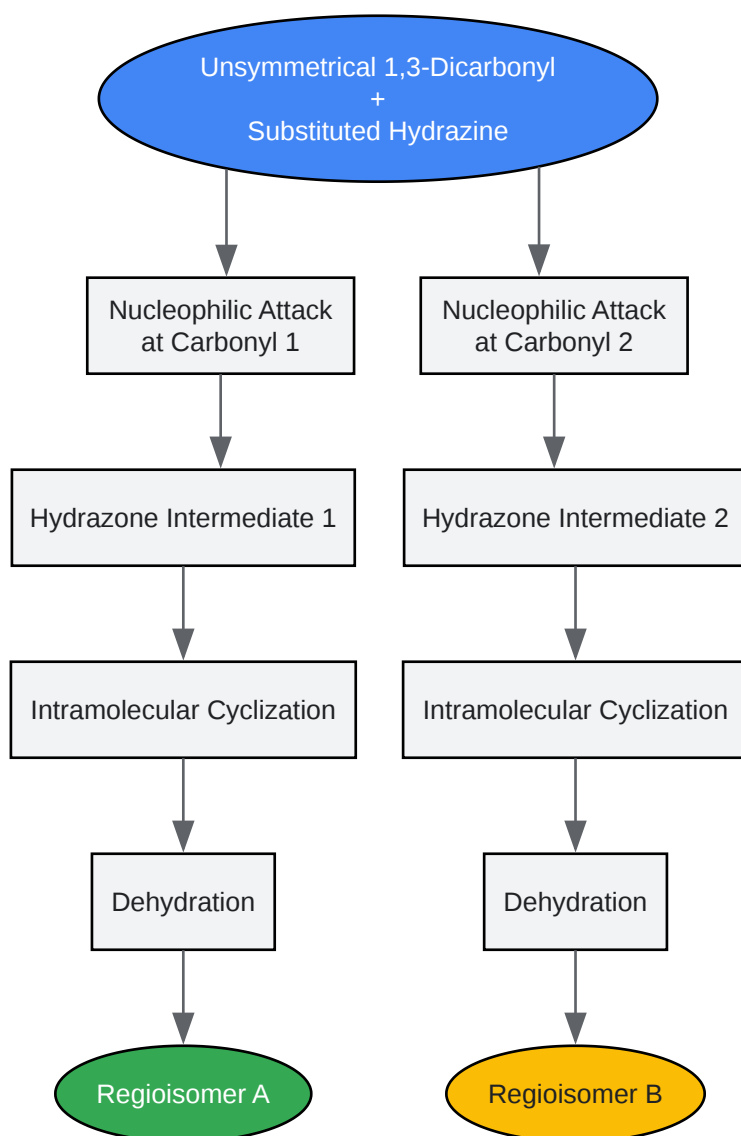 Unsymmetrical 1,3-Dicarbonyl
+
Substituted Hydrazine
Nucleophilic Attack
at Carbonyl 1
Nucleophilic Attack
at Carbonyl 2
Hydrazone Intermediate 1
Hydrazone Intermediate 2
Intramolecular Cyclization
Intramolecular Cyclization
Dehydration
Dehydration
Regioisomer A
Regioisomer B